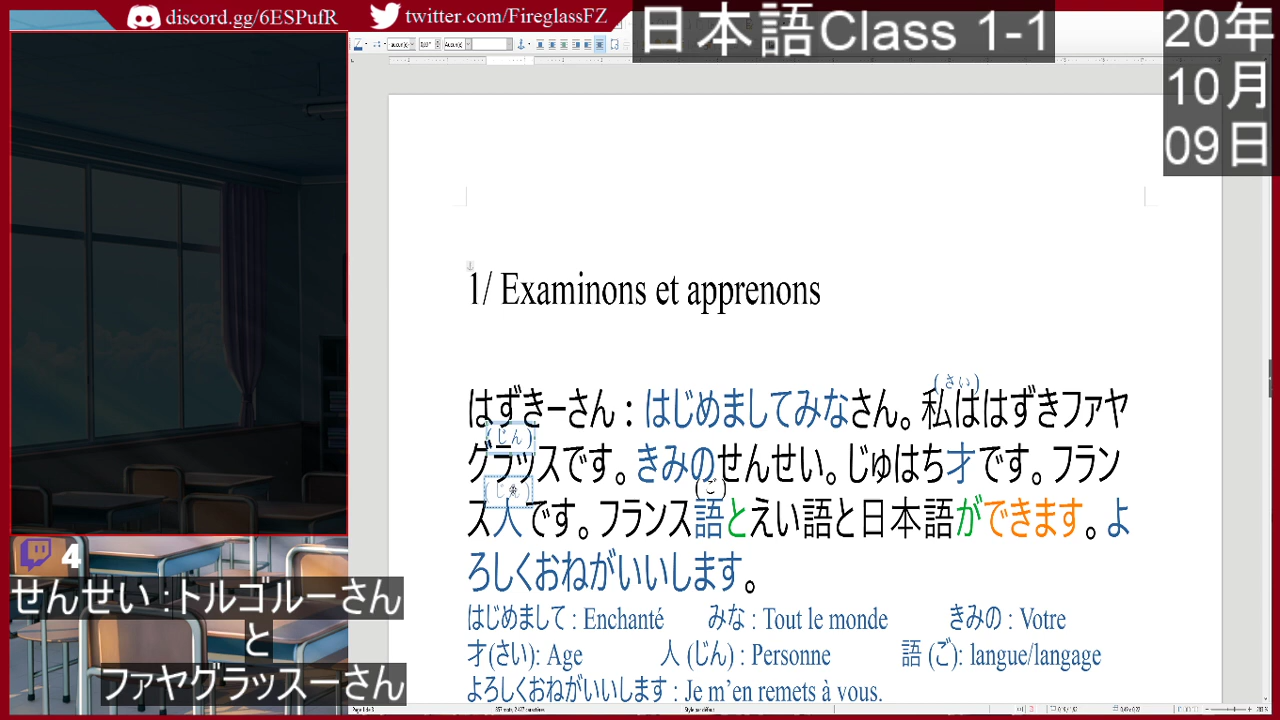 discord.gg/6ESPufR
twitter.com/FireglassFZ
日本語Class 1-1
20年
10月
09日
1/ Examinons et apprenons
(さい)
はずきーさん : はじめましてみなさん。私ははずきファヤ
(じん)
グラッスです。きみのせんせい。じゅはち才です。フラン
(じん)
(ご)
ス人です。フランス語とえい語と日本語ができます。よ
ろしくおねがいいします。
はじめまして : Enchanté みな : Tout le monde きみの : Votre
才(さい): Age 人 (じん) : Personne 語 (ご): langue/langage
よろしくおねがいいします : Je m'en remets à vous.
4
せんせい :トルゴルーさん
と
ファヤグラッスーさん